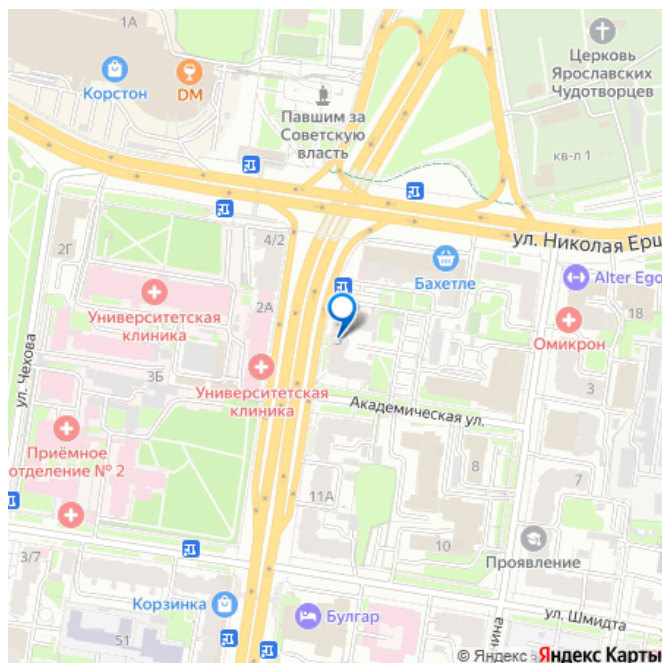 1А
Корстон
DM
Павшим за
Советскую
власть
Церковь
Ярославских
Чудотворцев
кв-л 1
ул. Николая Ерш
2Г
4/2
2А
Университетская
клиника
Бахетле
Alter Ego
18
Омикрон
ул. Чехова
3Б
Университетская
клиника
3
Академическая ул.
Приёмное
отделение № 2
8
7
11А
10
Проявление
3/7
Корзинка
Булгар
ул. Шмидта
51
нина
© Яндекс Яндекс Карты